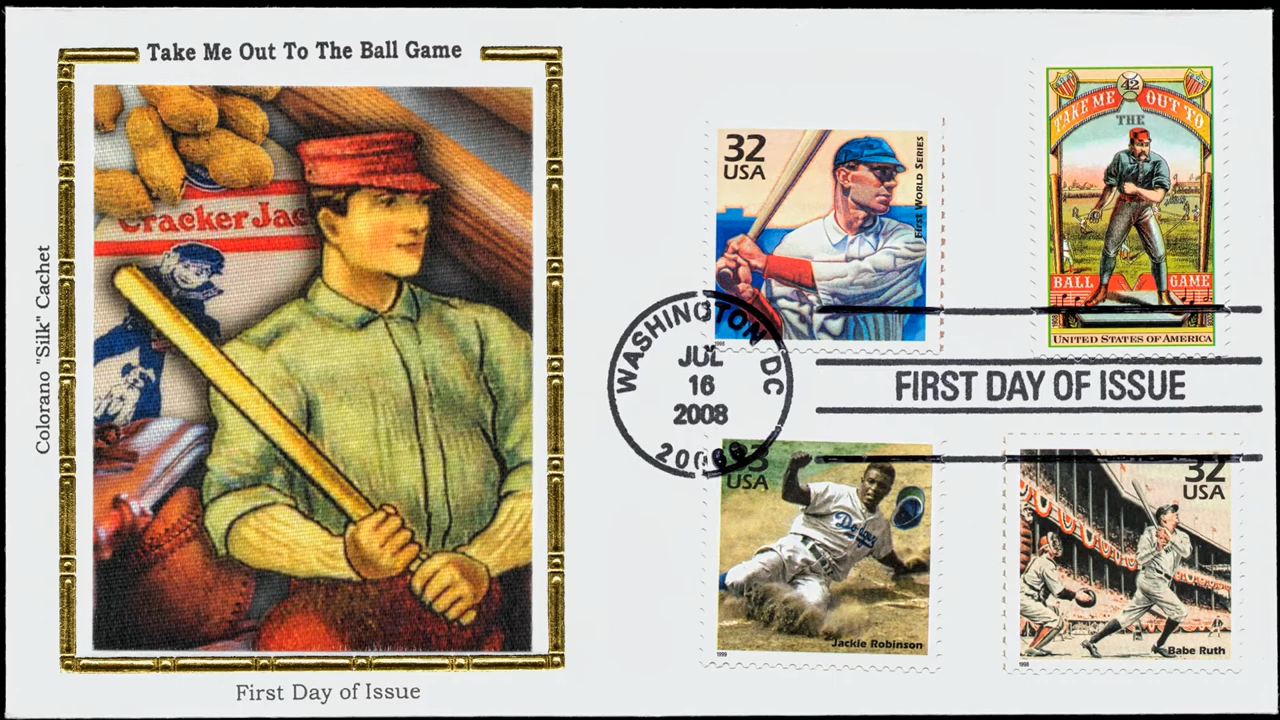 Take Me Out To The Ball Game
Colorano "Silk" Cachet
Cracker Jac
First Day of Issue
32
USA
First World Series
1998
42
TAKE ME OUT TO
THE
BALL GAME
UNITED STATES OF AMERICA
WASHINGTON DC
JUL
16
2008
FIRST DAY OF ISSUE
33
USA
Dodgers
Jackie Robinson
1999
32
USA
Babe Ruth
1998